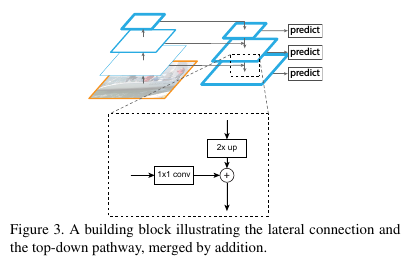 predict
predict
predict
2x up
1x1 conv
+
Figure 3. A building block illustrating the lateral connection and
the top-down pathway, merged by addition.